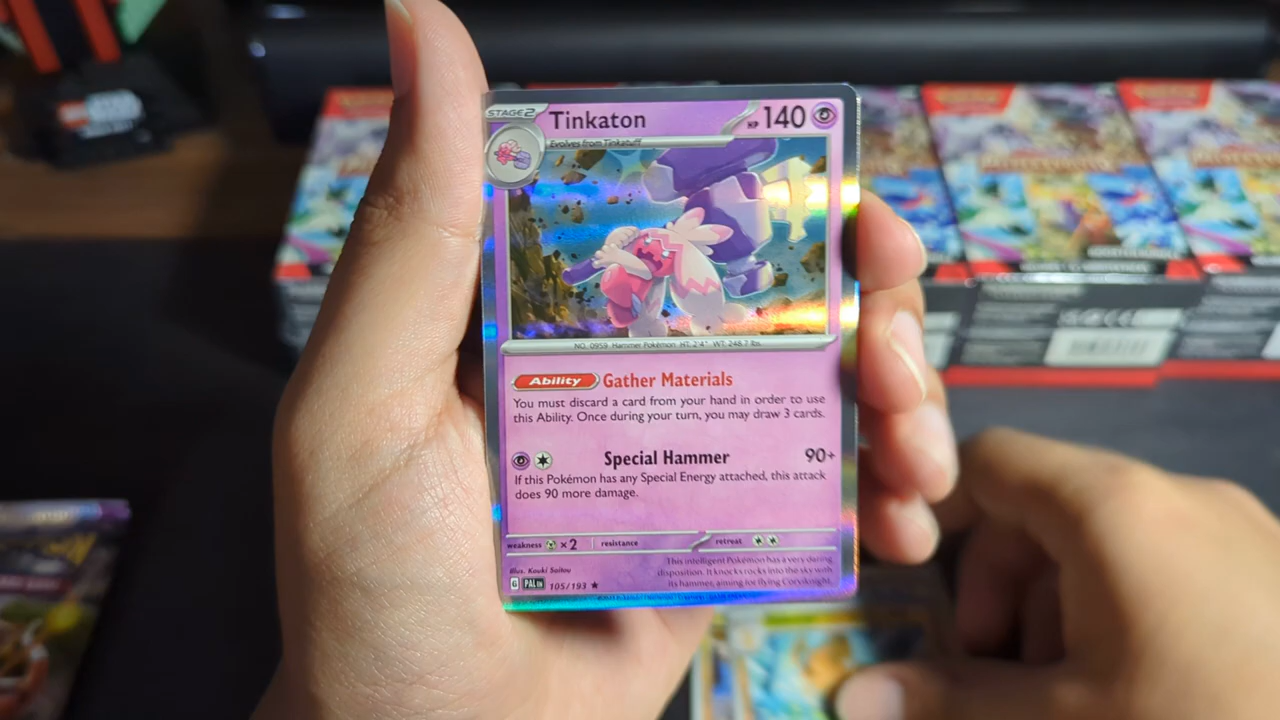 STAGE2
Tinkaton
HP 140
Evolves from Tinkatuff
NO. 0959 Hammer Pokémon HT: 2'4" WT: 248.7 lbs.
Ability Gather Materials
You must discard a card from your hand in order to use
this Ability. Once during your turn, you may draw 3 cards.
Special Hammer 90+
If this Pokémon has any Special Energy attached, this attack
does 90 more damage.
weakness ×2 resistance retreat
Illus. Kouki Saitou
This intelligent Pokémon has a very daring
disposition. It knocks rocks into the sky with
its hammer, aiming for flying Corviknight.
G PAL EN 105/193 ★